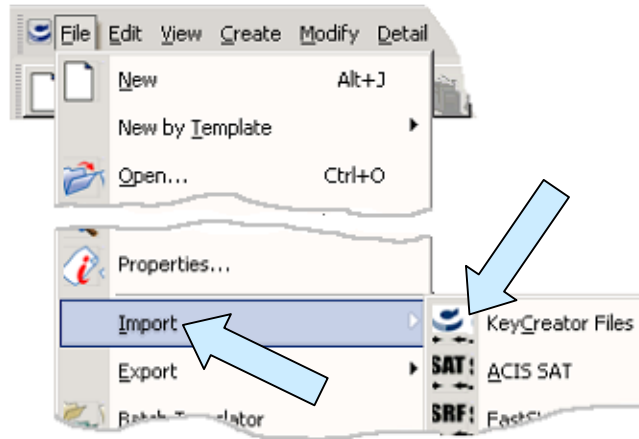 File Edit View Create Modify Detail
New Alt+J
New by Template
Open... Ctrl+O
Properties...
Import
KeyCreator Files
Export
SAT ACIS SAT
SRF